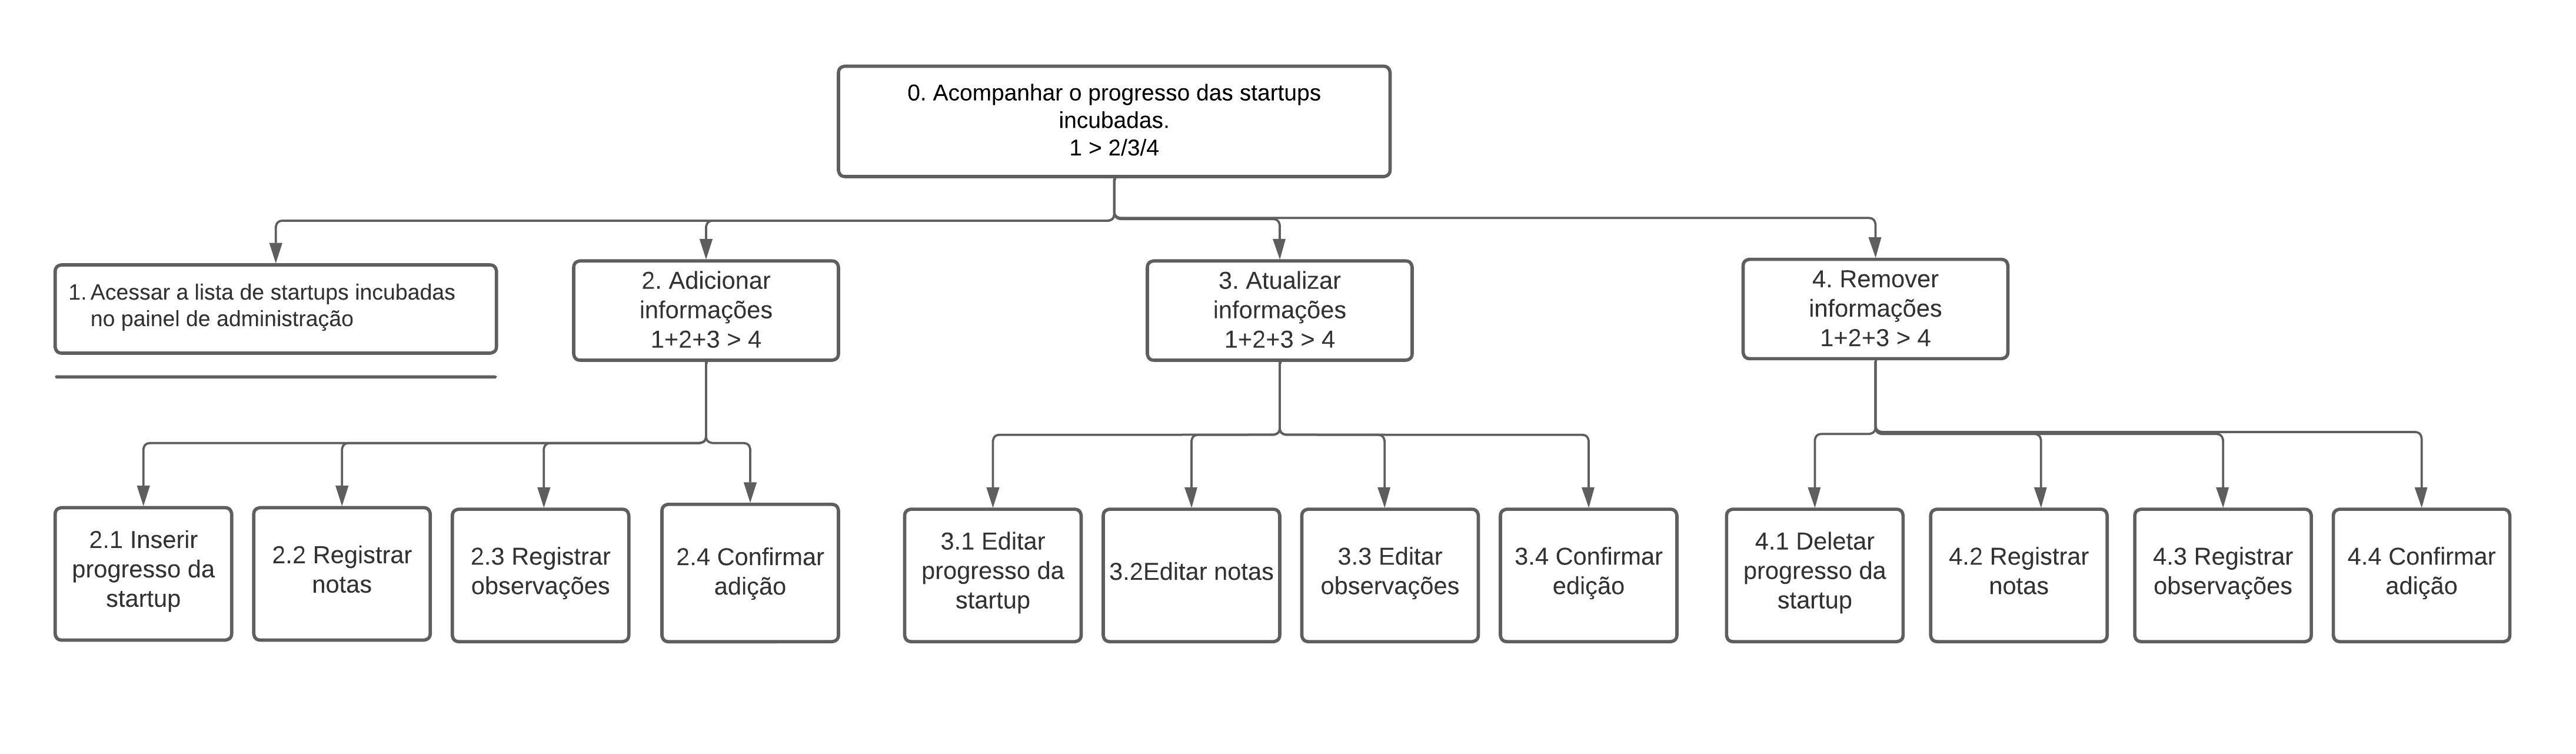 0. Acompanhar o progresso das startups
incubadas.
1 > 2/3/4
1. Acessar a lista de startups incubadas
no painel de administração
2. Adicionar
informações
1+2+3 > 4
3. Atualizar
informações
1+2+3 > 4
4. Remover
informações
1+2+3 > 4
2.1 Inserir
progresso da
startup
2.2 Registrar
notas
2.3 Registrar
observações
2.4 Confirmar
adição
3.1 Editar
progresso da
startup
3.2Editar notas
3.3 Editar
observações
3.4 Confirmar
edição
4.1 Deletar
progresso da
startup
4.2 Registrar
notas
4.3 Registrar
observações
4.4 Confirmar
adição